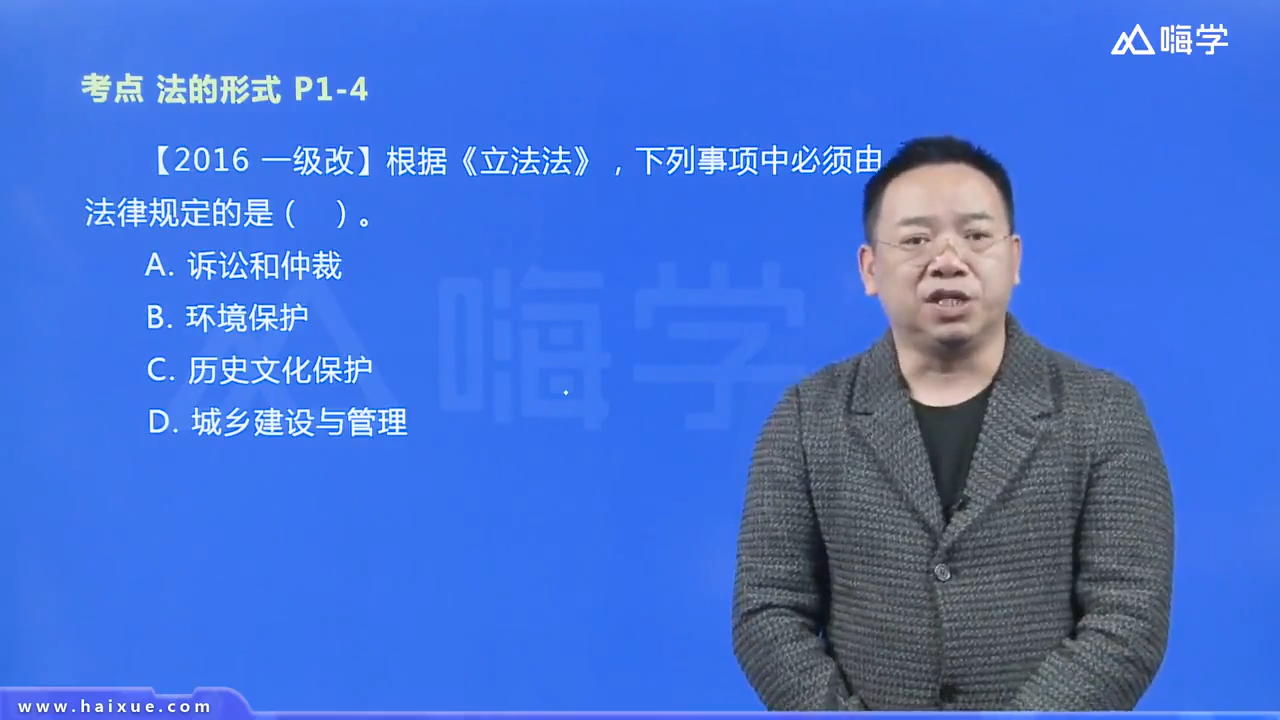 嗨学
考点 法的形式 P1-4
【2016 一级改】根据《立法法》，下列事项中必须由
法律规定的是（ ）。
A. 诉讼和仲裁
B. 环境保护
C. 历史文化保护
D. 城乡建设与管理
嗨学
www.haixue.com